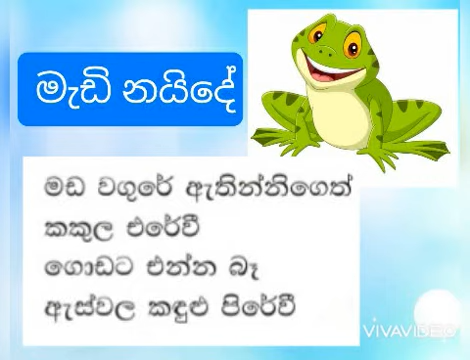 මැඩි නයිදේ
මඩ වගුරේ ඇතින්නිගෙත්
කකුල එරේවී
ගොඩට එන්න බෑ
ඇස්වල කඳුළු පිරේවී
VIVAVIDEO